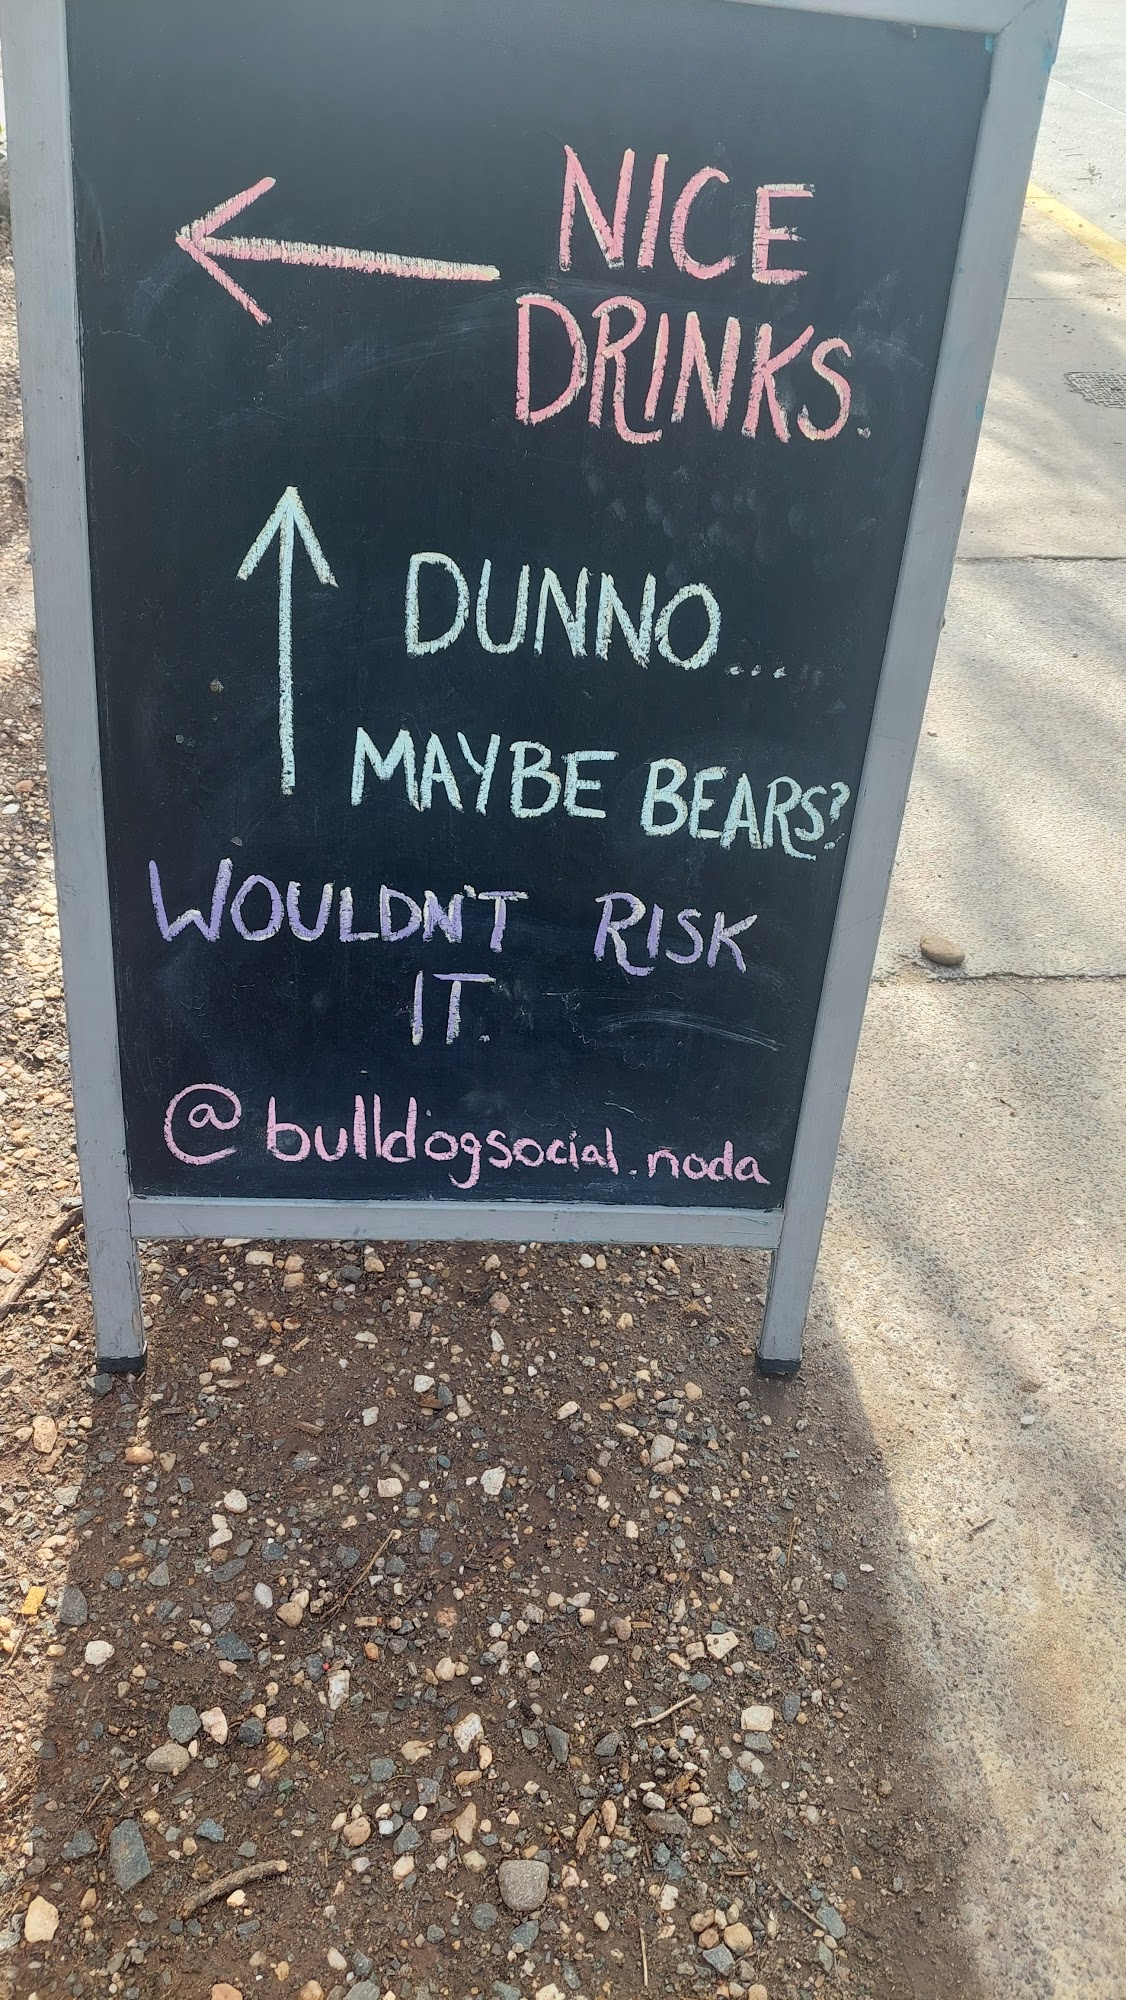 NICE
DRINKS.
DUNNO...
MAYBE BEARS?
WOULDN'T RISK
IT.
@bulldogsocial.noda